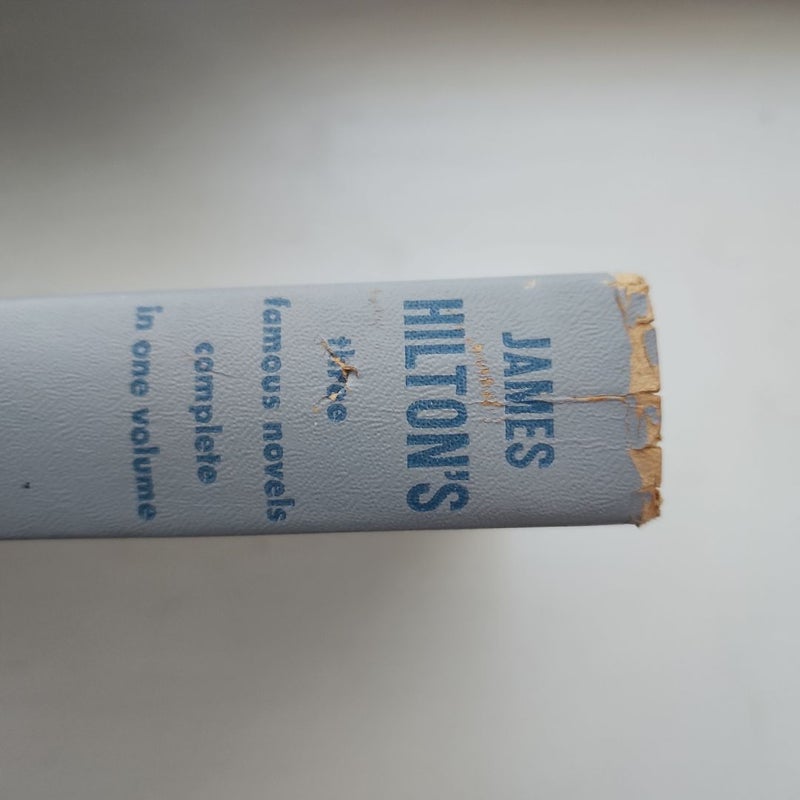 JAMES
HILTON'S
three
famous novels
complete
in one volume